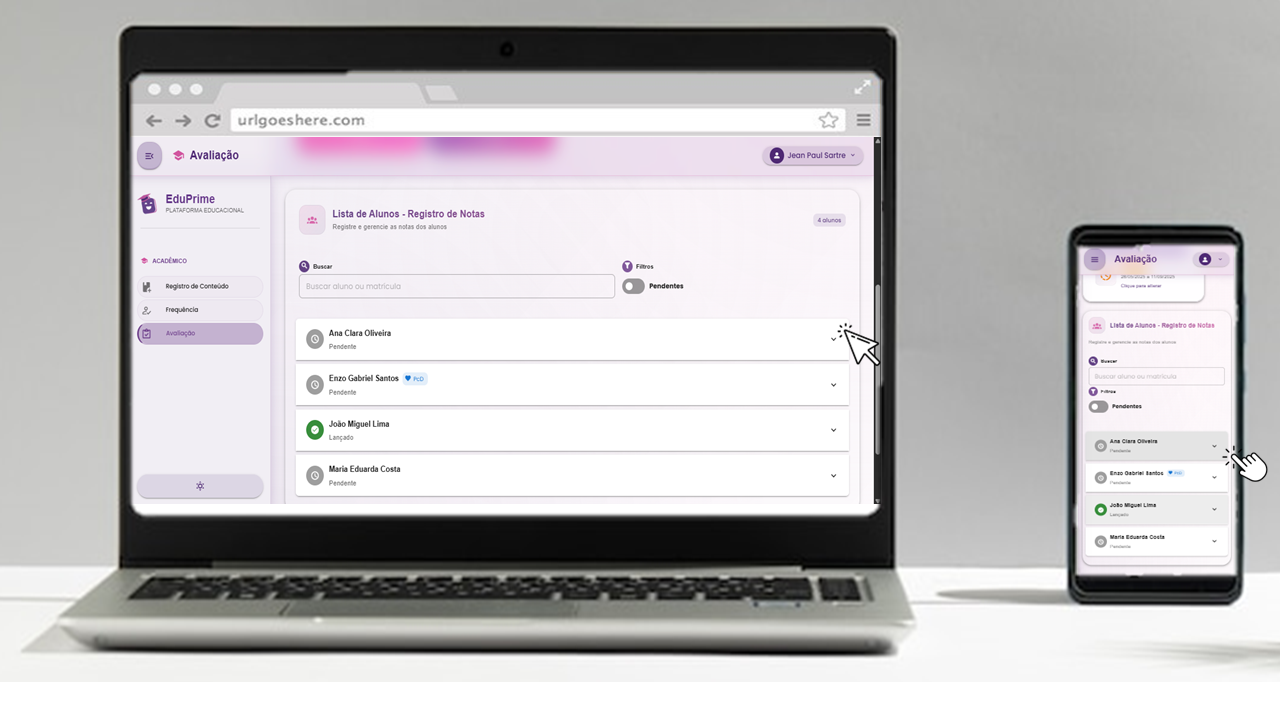 urlgoeshere.com
Avaliação
Jean Paul Sartre
EduPrime
PLATAFORMA EDUCACIONAL
ACADÊMICO
Registro de Conteúdo
Frequência
Avaliação
Lista de Alunos - Registro de Notas
Registre e gerencie as notas dos alunos
4 alunos
Buscar
Filtros
Buscar aluno ou matrícula
Pendentes
Ana Clara Oliveira
Pendente
Enzo Gabriel Santos PcD
Pendente
João Miguel Lima
Lançado
Maria Eduarda Costa
Pendente
Avaliação
Clique para alterar
Lista de Alunos - Registro de Notas
Registre e gerencie as notas dos alunos
Buscar
Buscar aluno ou matrícula
Filtros
Pendentes
Ana Clara Oliveira
Pendente
Enzo Gabriel Santos PcD
Pendente
João Miguel Lima
Lançado
Maria Eduarda Costa
Pendente